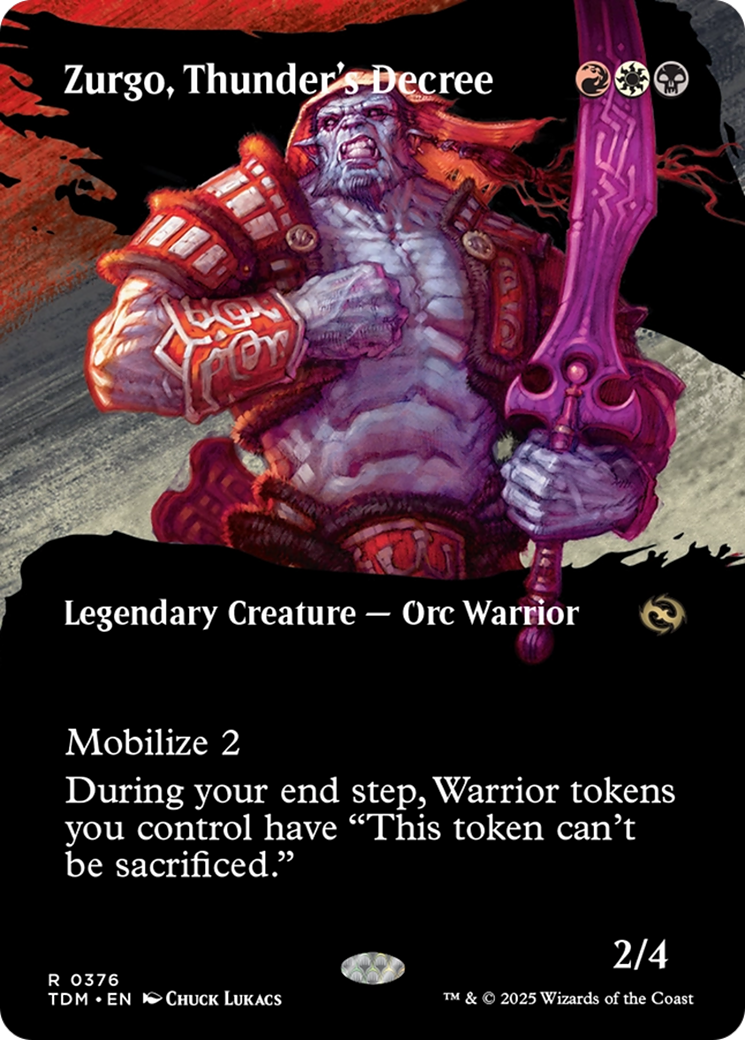 Zurgo, Thunder's Decree
Legendary Creature — Orc Warrior
Mobilize 2
During your end step, Warrior tokens
you control have “This token can't
be sacrificed.”
2/4
R 0376
TDM • EN Chuck Lukacs
™ & © 2025 Wizards of the Coast